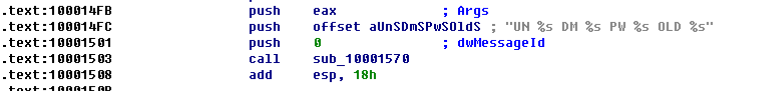 .text:100014FB push eax ; Args
.text:100014FC push offset aUnSDmSPwSOldS ; "UN %s DM %s PW %s OLD %s"
.text:10001501 push 0 ; dwMessageId
.text:10001503 call sub_10001570
.text:10001508 add esp, 18h